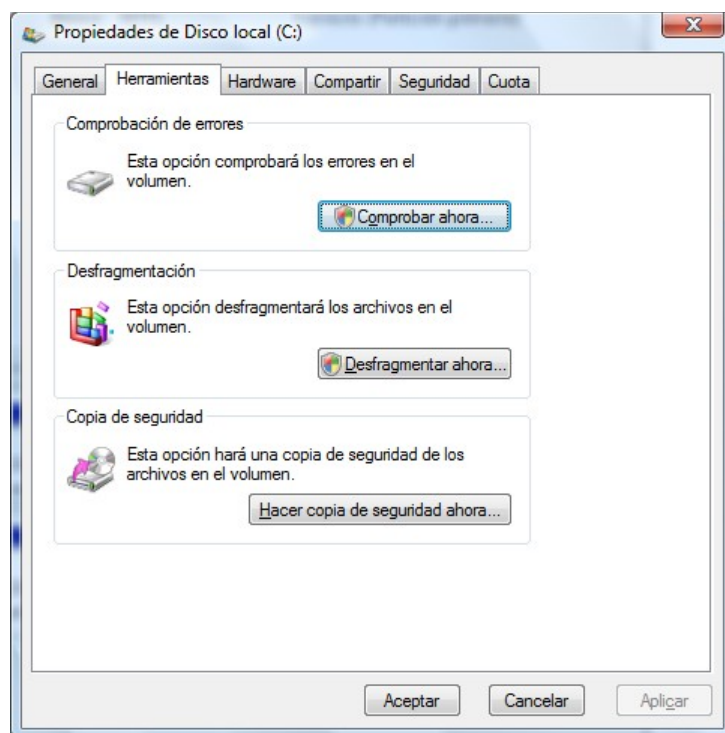 Propiedades de Disco local (C:)
General Herramientas Hardware Compartir Seguridad Cuota
Comprobación de errores
Esta opción comprobará los errores en el
volumen.
Comprobar ahora...
Desfragmentación
Esta opción desfragmentará los archivos en el
volumen.
Desfragmentar ahora...
Copia de seguridad
Esta opción hará una copia de seguridad de los
archivos en el volumen.
Hacer copia de seguridad ahora...
Aceptar Cancelar Aplicar